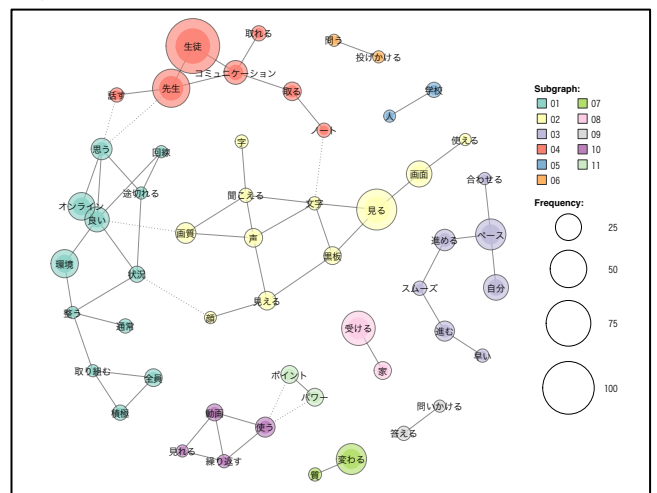 取れる
生徒
問う
投げかける
コミュニケーション
先生
話す
取る
学校
人
ノート
思う
回線
字
使える
画面
合わせる
途切れる
聞こえる
オンライン
良い
文字
見る
画質
声
進める
ペース
黒板
環境
状況
スムーズ
自分
見える
整う
通常
顔
受ける
進む
早い
取り組む
全員
ポイント
家
積極
パワー
動画
使う
問いかける
答える
見れる
繰り返す
変わる
質
Subgraph:
01 07
02 08
03 09
04 10
05 11
06
Frequency:
25
50
75
100